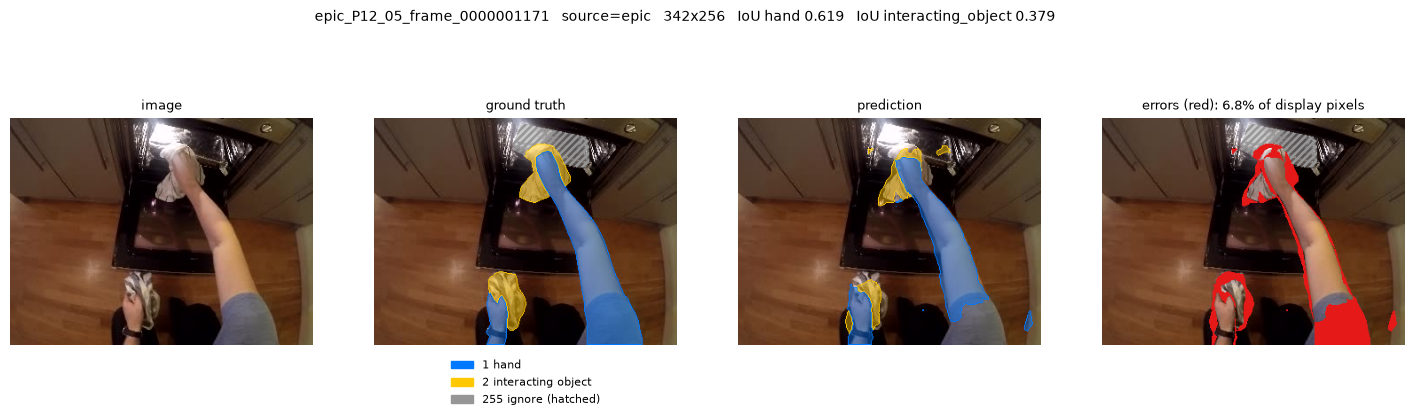 epic_P12_05_frame_0000001171 source=epic 342x256 IoU hand 0.619 IoU interacting_object 0.379
image
ground truth
prediction
errors (red): 6.8% of display pixels
1 hand
2 interacting object
255 ignore (hatched)